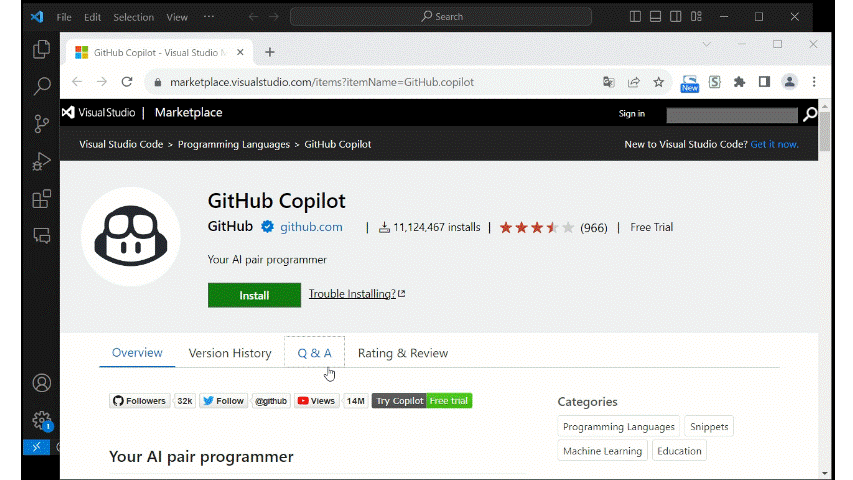 File Edit Selection View ··· Search
GitHub Copilot - Visual Studio M
marketplace.visualstudio.com/items?itemName=GitHub.copilot
New
Visual Studio | Marketplace Sign in
Visual Studio Code > Programming Languages > GitHub Copilot New to Visual Studio Code? Get it now.
GitHub Copilot
GitHub github.com | 11,124,467 installs | (966) | Free Trial
Your AI pair programmer
Install Trouble Installing?
Overview Version History Q & A Rating & Review
Followers 32k Follow @github Views 14M Try Copilot Free trial
Categories
Programming Languages Snippets
Machine Learning Education
Your AI pair programmer
1